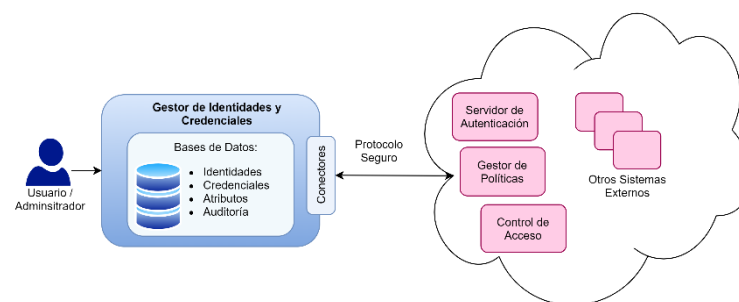 Gestor de Identidades y
Credenciales
Bases de Datos:
Identidades
Credenciales
Atributos
Auditoría
Conectores
Usuario /
Adminsitrador
Protocolo
Seguro
Servidor de
Autenticación
Gestor de
Políticas
Control de
Acceso
Otros Sistemas
Externos